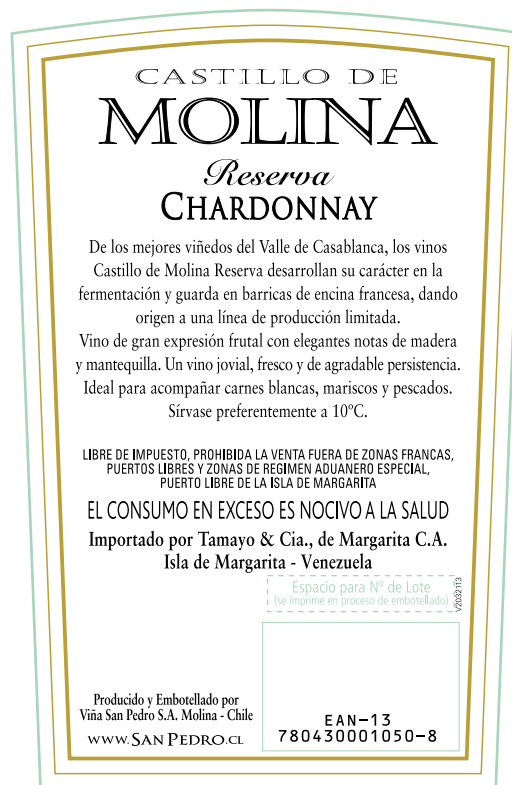 CASTILLO DE
MOLINA
Reserva
CHARDONNAY
De los mejores viñedos del Valle de Casablanca, los vinos
Castillo de Molina Reserva desarrollan su carácter en la
fermentación y guarda en barricas de encina francesa, dando
origen a una línea de producción limitada.
Vino de gran expresión frutal con elegantes notas de madera
y mantequilla. Un vino jovial, fresco y de agradable persistencia.
Ideal para acompañar carnes blancas, mariscos y pescados.
Sírvase preferentemente a 10ºC.
LIBRE DE IMPUESTO, PROHIBIDA LA VENTA FUERA DE ZONAS FRANCAS,
PUERTOS LIBRES Y ZONAS DE REGIMEN ADUANERO ESPECIAL,
PUERTO LIBRE DE LA ISLA DE MARGARITA
EL CONSUMO EN EXCESO ES NOCIVO A LA SALUD
Importado por Tamayo & Cia., de Margarita C.A.
Isla de Margarita - Venezuela
Espacio para Nº de Lote
(se imprime en proceso de embotellado)
V2032113
Producido y Embotellado por
Viña San Pedro S.A. Molina - Chile
WWW.SAN PEDRO.CL
EAN-13
780430001050-8